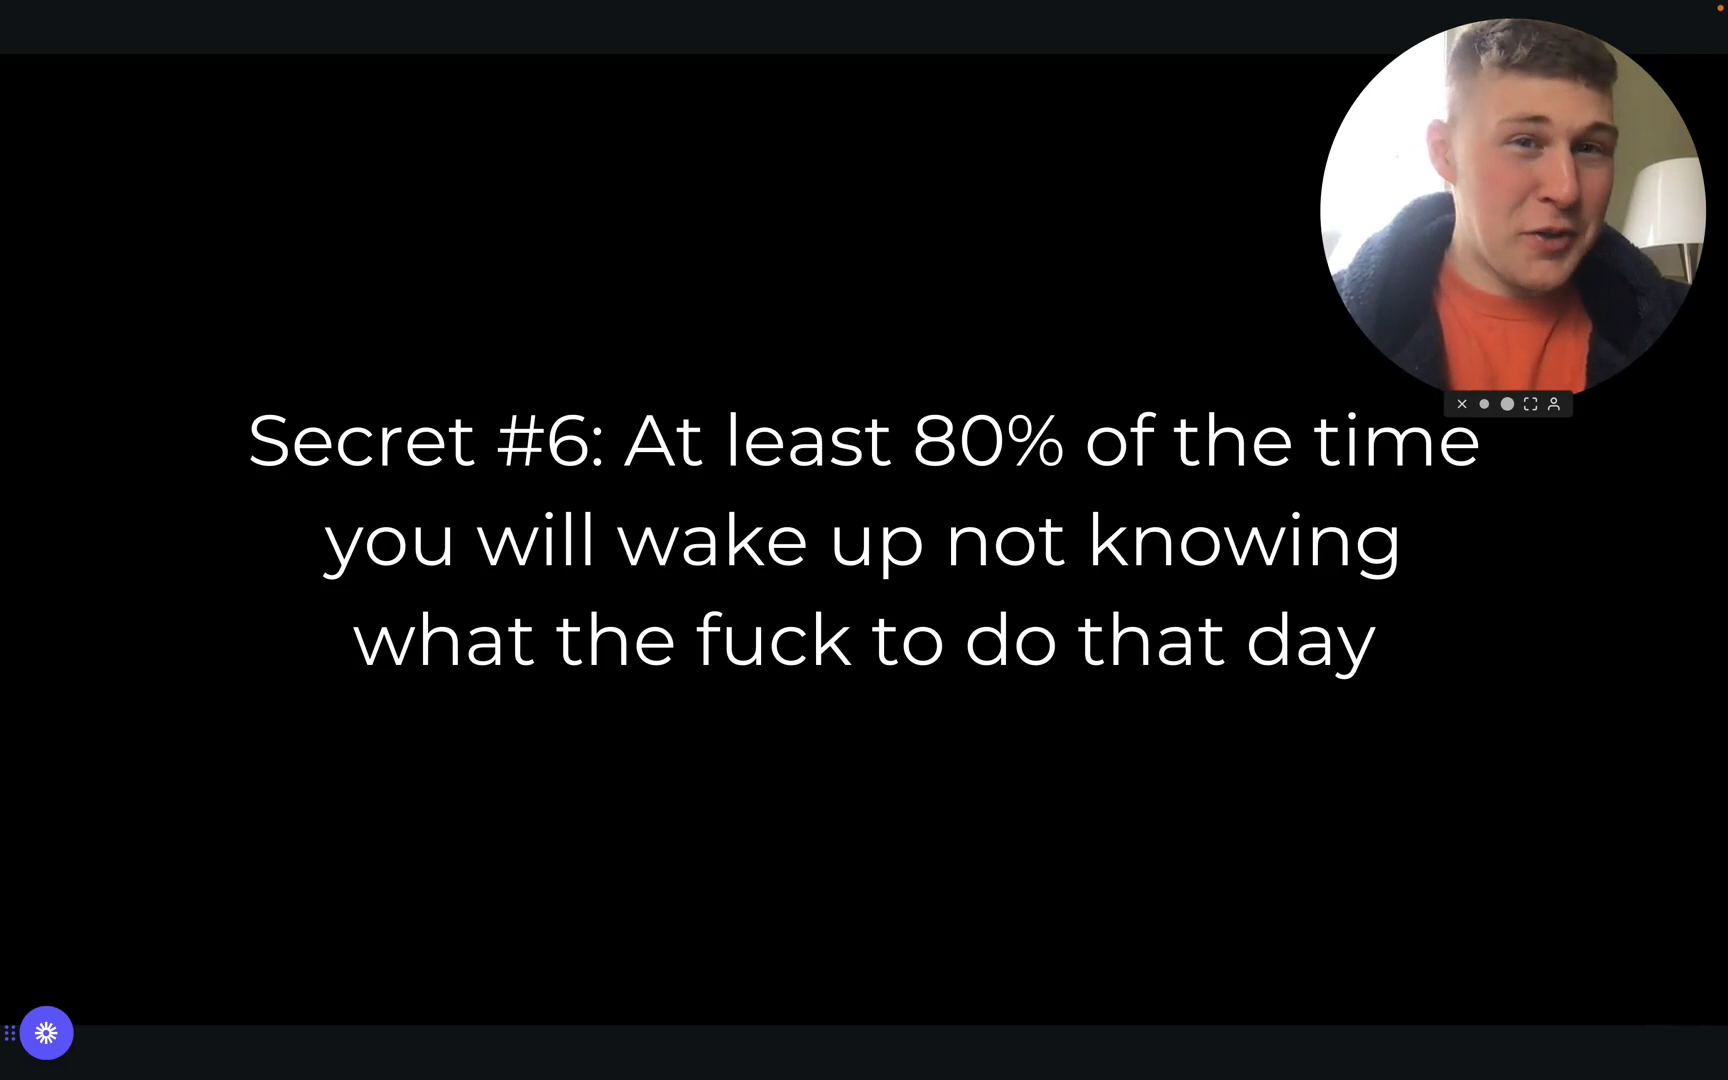 Secret #6: At least 80% of the time
you will wake up not knowing
what the fuck to do that day